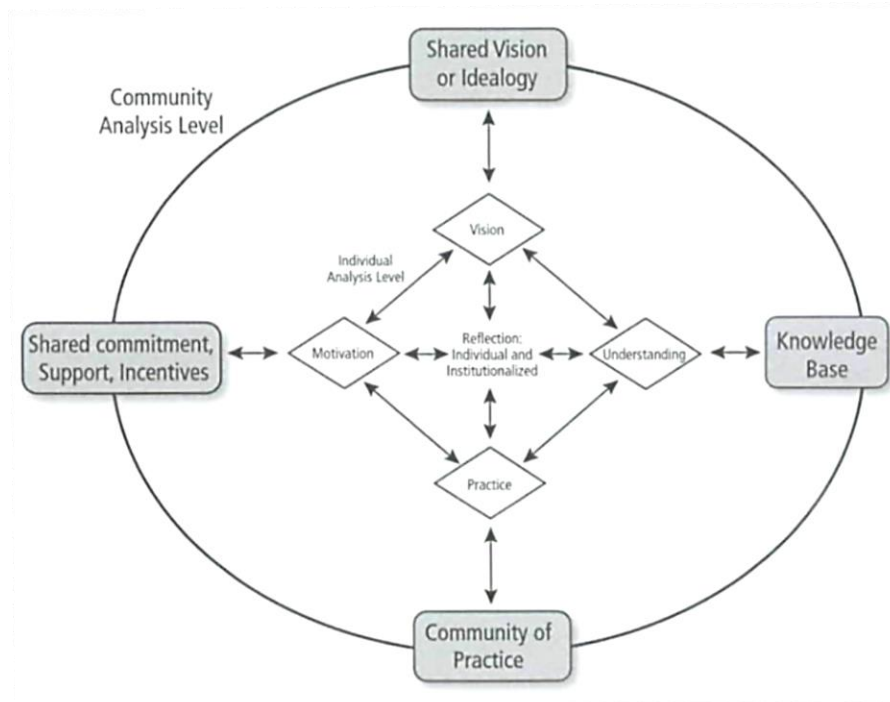 Shared Vision
or Idealogy
Community
Analysis Level
Vision
Individual
Analysis Level
Shared commitment,
Support, Incentives
Motivation
Reflection:
Individual and
Institutionalized
Understanding
Knowledge
Base
Practice
Community of
Practice